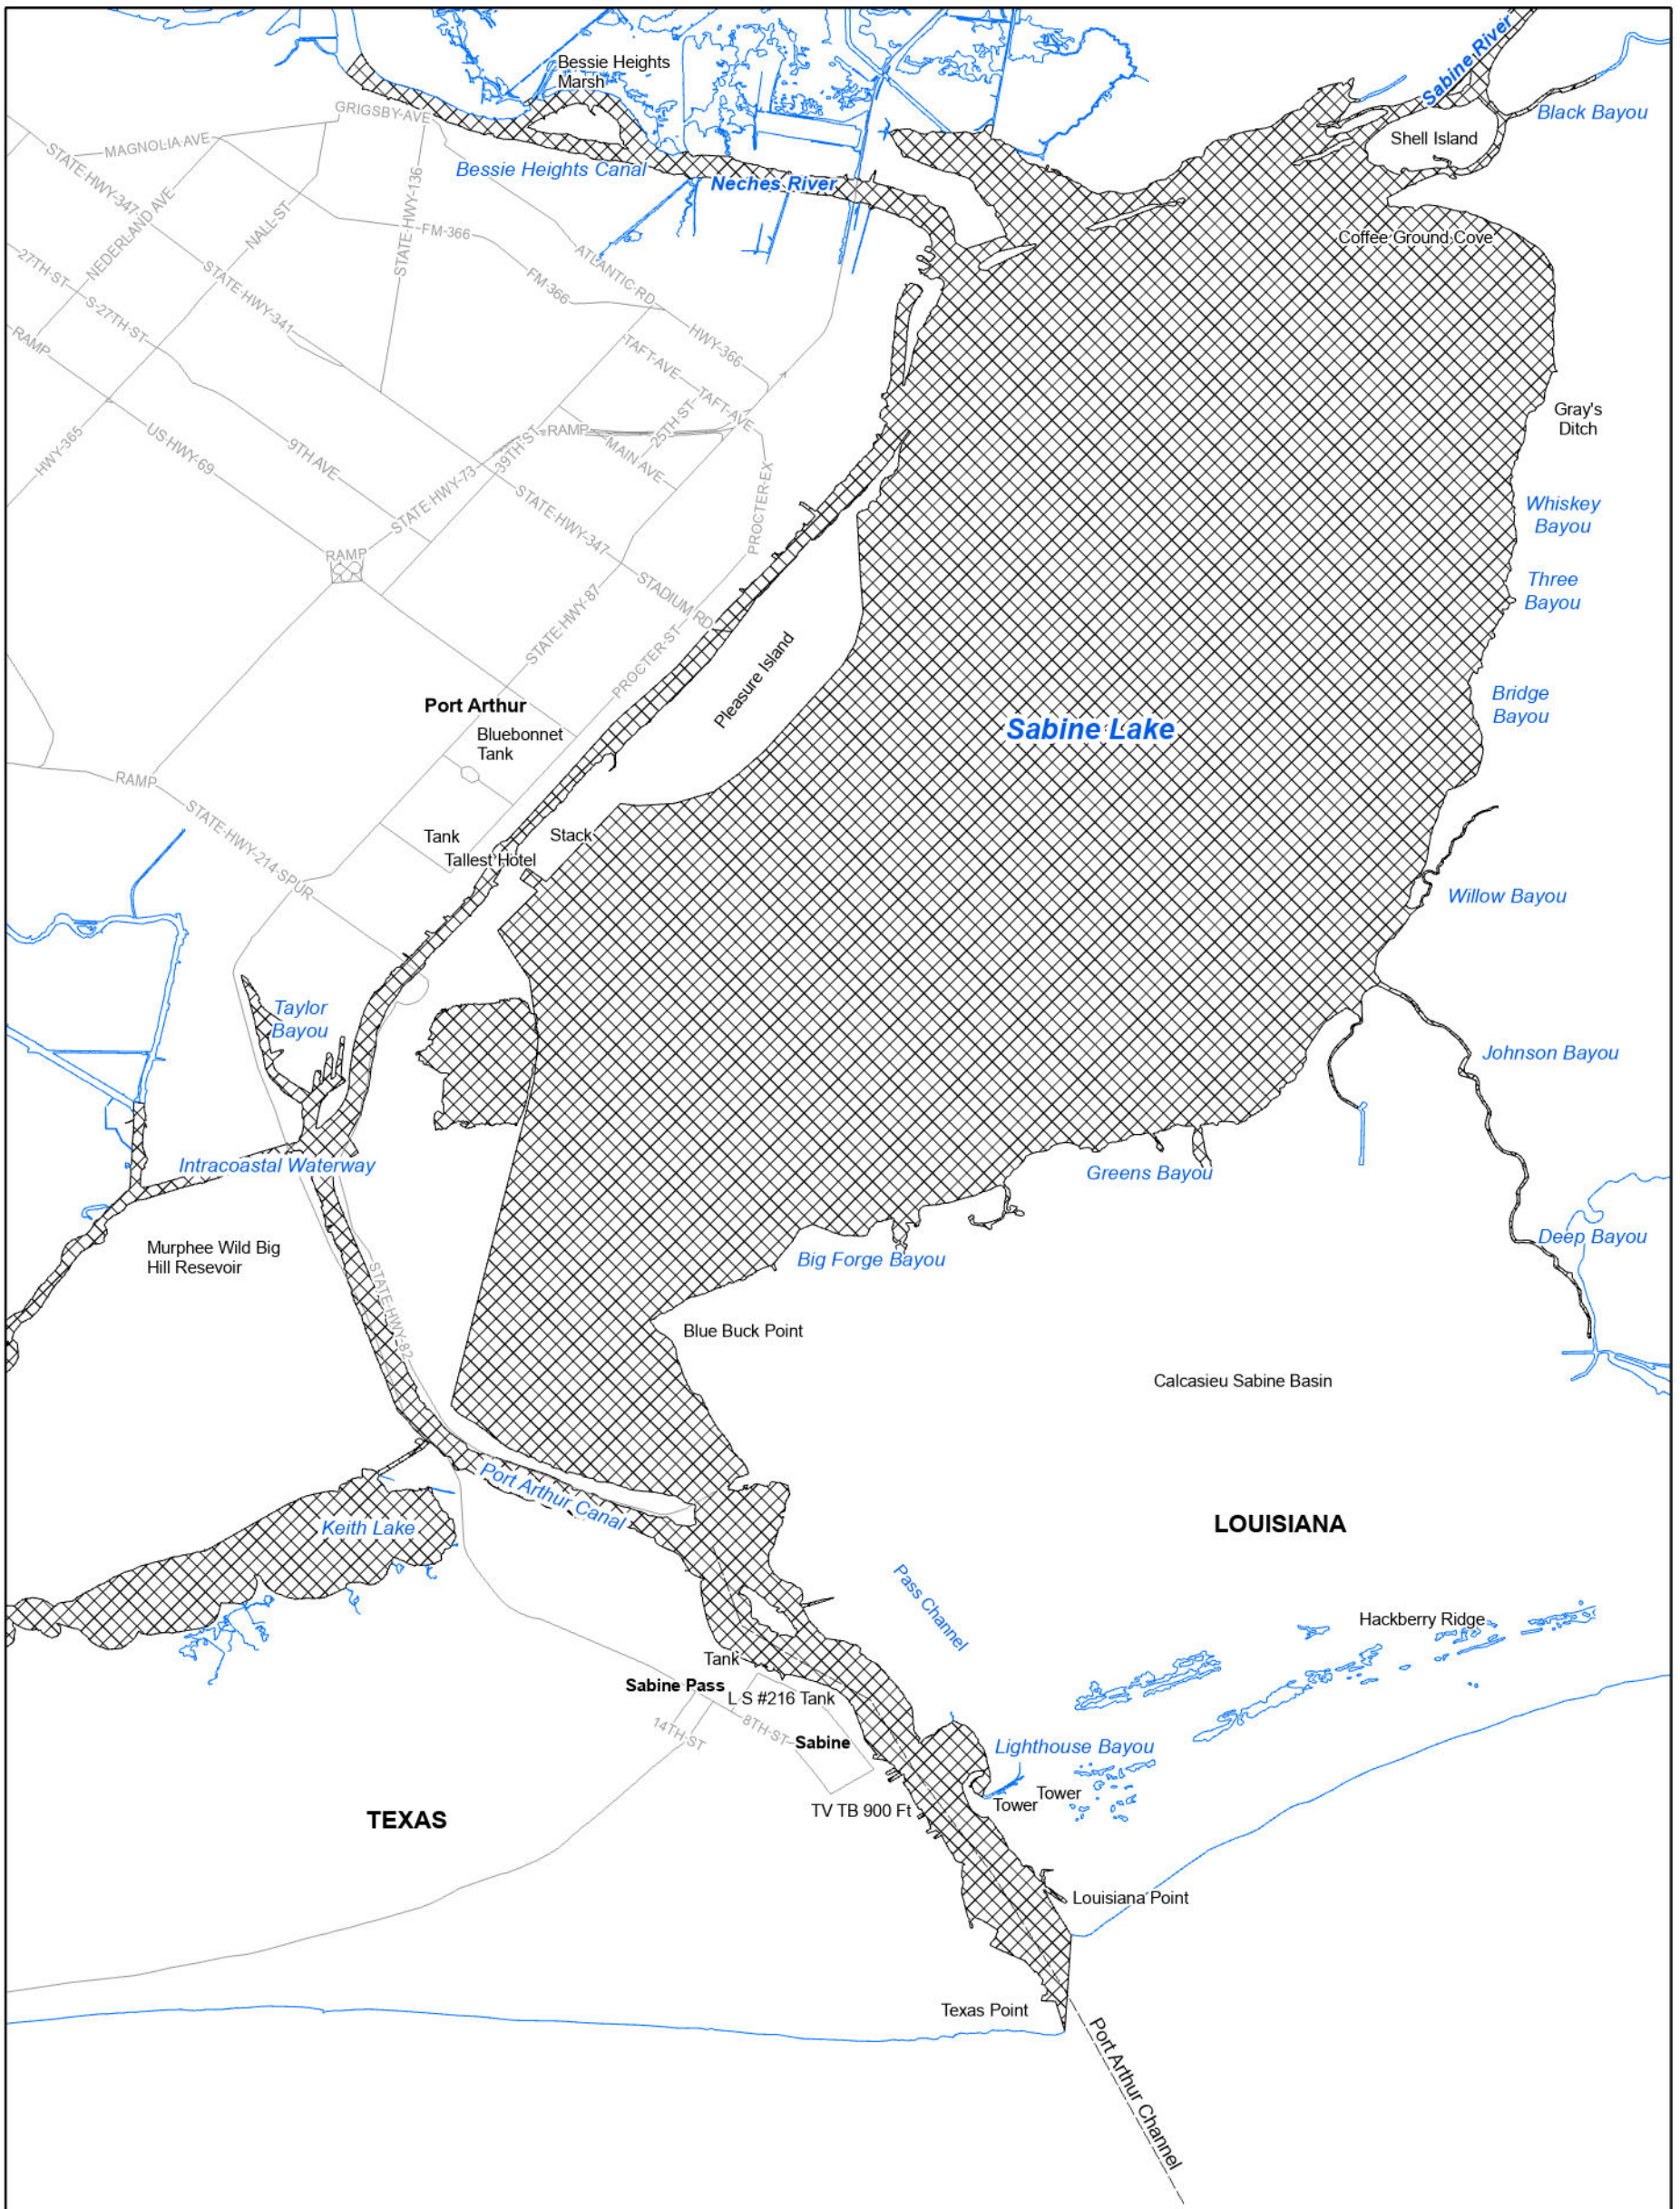 Bessie Heights
Marsh
Sabine River
Black Bayou
GRIGSBY-AVE
MAGNOLIA AVE
Shell Island
STATE-HWY-347
Bessie Heights Canal
Neches River
STATE-HWY-136
NEDERLAND AVE
NALL-ST
FM-366
Coffee Ground Cove
27TH-ST
S-27TH-ST
STATE-HWY-341
ATLANTIC-RD
FM-366
HWY-366
RAMP
TAFT-AVE
TAFT-AVE
Gray's
Ditch
HWY-365
US-HWY-69
9TH-AVE
39TH-ST
RAMP
MAIN-AVE
25TH-ST
STATE-HWY-73
STATE-HWY-347
PROCTER-EX
Whiskey
Bayou
RAMP
STADIUM RD
Three
Bayou
STATE-HWY-87
PROCTER-ST
Pleasure Island
Port Arthur
Bluebonnet
Tank
Sabine Lake
Bridge
Bayou
RAMP
STATE-HWY-214-SPUR
Tank
Stack
Tallest Hotel
Willow Bayou
Taylor
Bayou
Johnson Bayou
Intracoastal Waterway
Greens Bayou
Murphee Wild Big
Hill Resevoir
Big Forge Bayou
Deep Bayou
STATE-HWY-82
Blue Buck Point
Calcasieu Sabine Basin
Port Arthur Canal
Keith Lake
LOUISIANA
Pass Channel
Hackberry Ridge
Tank
Sabine Pass
L S #216 Tank
14TH-ST
8TH-ST
Sabine
Lighthouse Bayou
Tower
Tower
TV TB 900 Ft
TEXAS
Louisiana Point
Texas Point
Port Arthur Channel